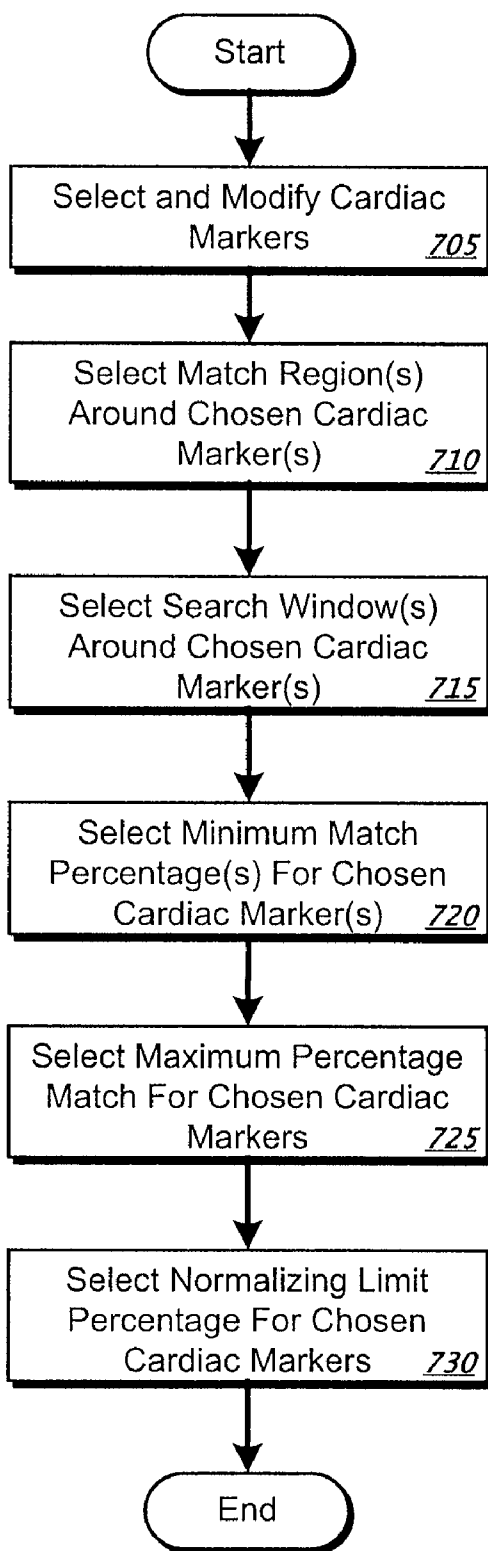 Start
Select and Modify Cardiac
Markers 705
Select Match Region(s)
Around Chosen Cardiac
Marker(s) 710
Select Search Window(s)
Around Chosen Cardiac
Marker(s) 715
Select Minimum Match
Percentage(s) For Chosen
Cardiac Marker(s) 720
Select Maximum Percentage
Match For Chosen Cardiac
Markers 725
Select Normalizing Limit
Percentage For Chosen
Cardiac Markers 730
End